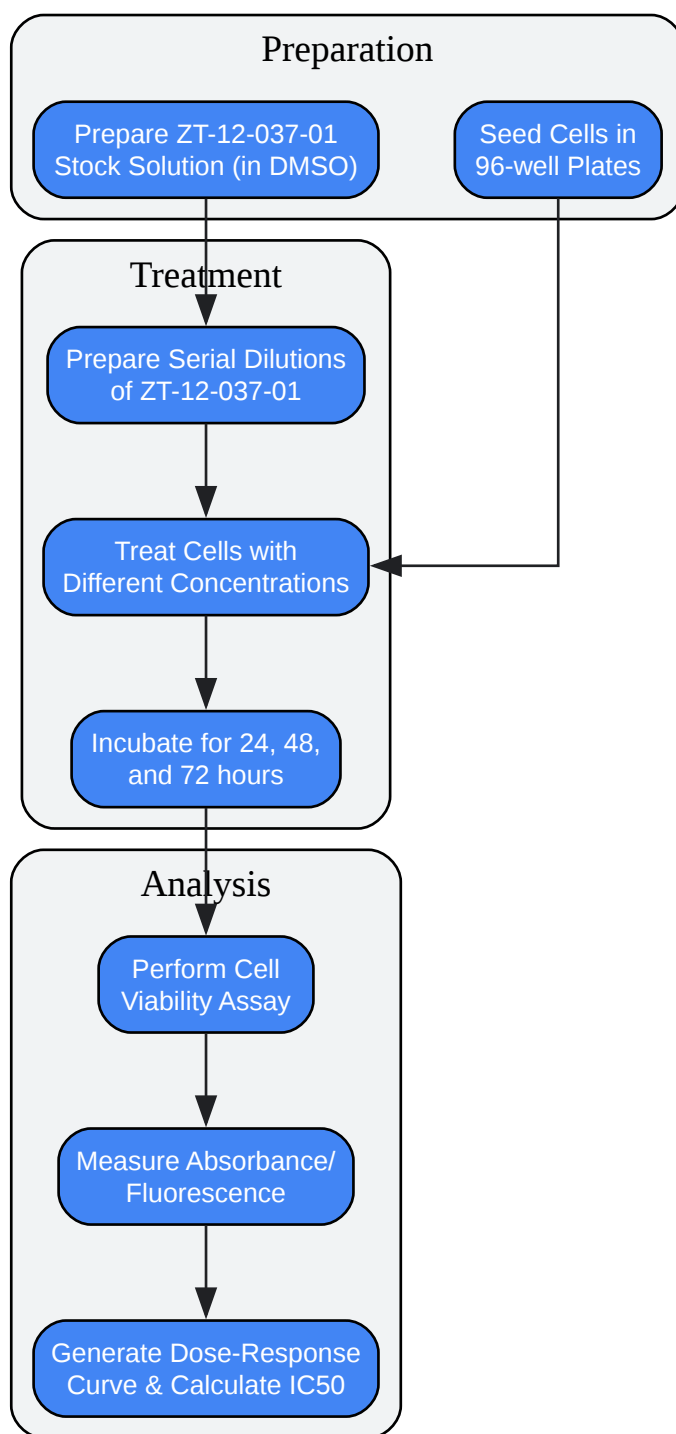 Preparation
Prepare ZT-12-037-01
Stock Solution (in DMSO)
Seed Cells in
96-well Plates
Treatment
Prepare Serial Dilutions
of ZT-12-037-01
Treat Cells with
Different Concentrations
Incubate for 24, 48,
and 72 hours
Analysis
Perform Cell
Viability Assay
Measure Absorbance/
Fluorescence
Generate Dose-Response
Curve & Calculate IC50